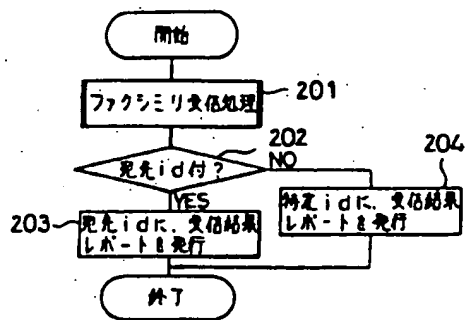 開始
ファクシミリ受信処理
201
宛先id付?
202
NO
YES
204
203
宛先idに、受信結果
レポートを発行
特定idに、受信結果
レポートを発行
終了